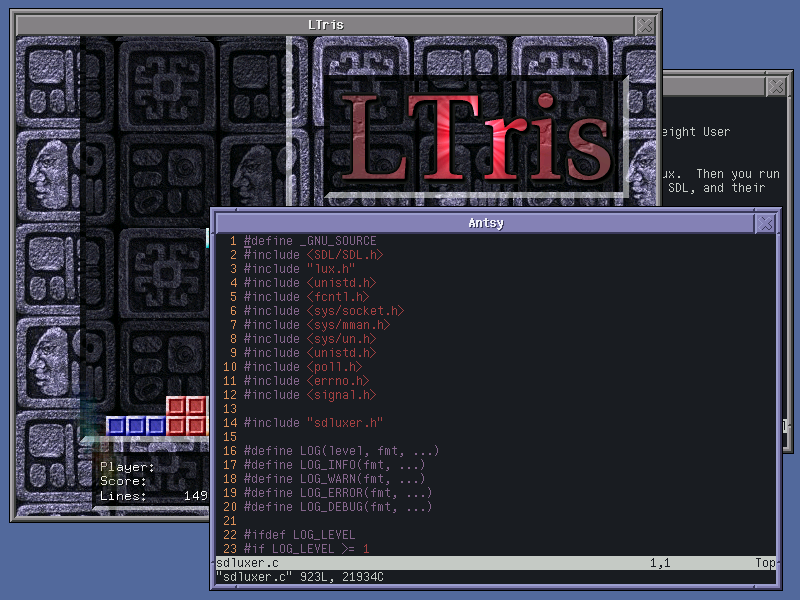 LTris
LTris
eight User
ux. Then you run
SDL, and their
Player:
Score:
Lines: 149
Antsy
1 #define _GNU_SOURCE
2 #include <SDL/SDL.h>
3 #include "lux.h"
4 #include <unistd.h>
5 #include <fcntl.h>
6 #include <sys/socket.h>
7 #include <sys/mman.h>
8 #include <sys/un.h>
9 #include <unistd.h>
10 #include <poll.h>
11 #include <errno.h>
12 #include <signal.h>
13
14 #include "sdluxer.h"
15
16 #define LOG(level, fmt, ...)
17 #define LOG_INFO(fmt, ...)
18 #define LOG_WARN(fmt, ...)
19 #define LOG_ERROR(fmt, ...)
20 #define LOG_DEBUG(fmt, ...)
21
22 #ifdef LOG_LEVEL
23 #if LOG_LEVEL >= 1
sdluxer.c 1,1 Top
"sdluxer.c" 923L, 21934C